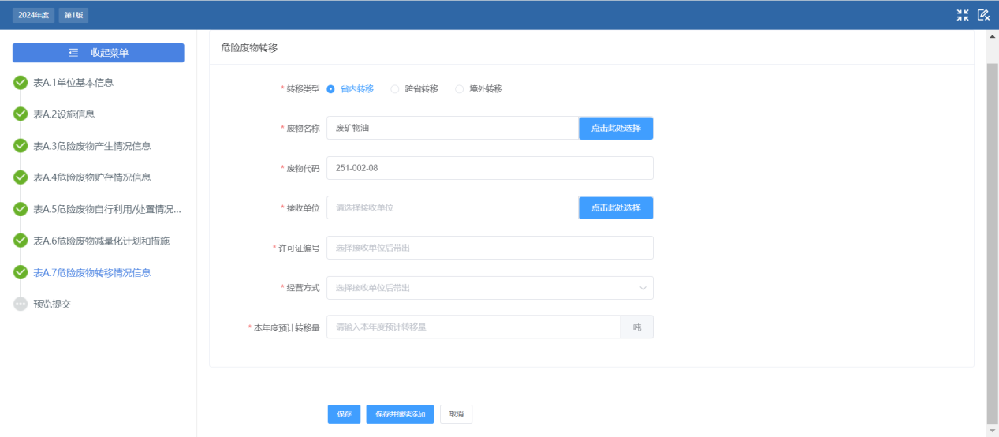 2024年度 第1版
收起菜单
表A.1单位基本信息
表A.2设施信息
表A.3危险废物产生情况信息
表A.4危险废物贮存情况信息
表A.5危险废物自行利用/处置情况...
表A.6危险废物减量化计划和措施
表A.7危险废物转移情况信息
预览提交
危险废物转移
* 转移类型 省内转移 跨省转移 境外转移
* 废物名称 废矿物油 点击此处选择
* 废物代码 251-002-08
* 接收单位 请选择接收单位 点击此处选择
* 许可证编号 选择接收单位后带出
* 经营方式 选择接收单位后带出
* 本年度预计转移量 请输入本年度预计转移量 吨
保存 保存并继续添加 取消